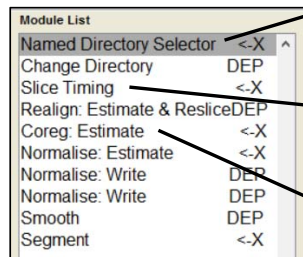 Module List
Named Directory Selector <-X
Change Directory DEP
Slice Timing <-X
Realign: Estimate & ResliceDEP
Coreg: Estimate <-X
Normalise: Estimate <-X
Normalise: Write DEP
Normalise: Write DEP
Smooth DEP
Segment <-X